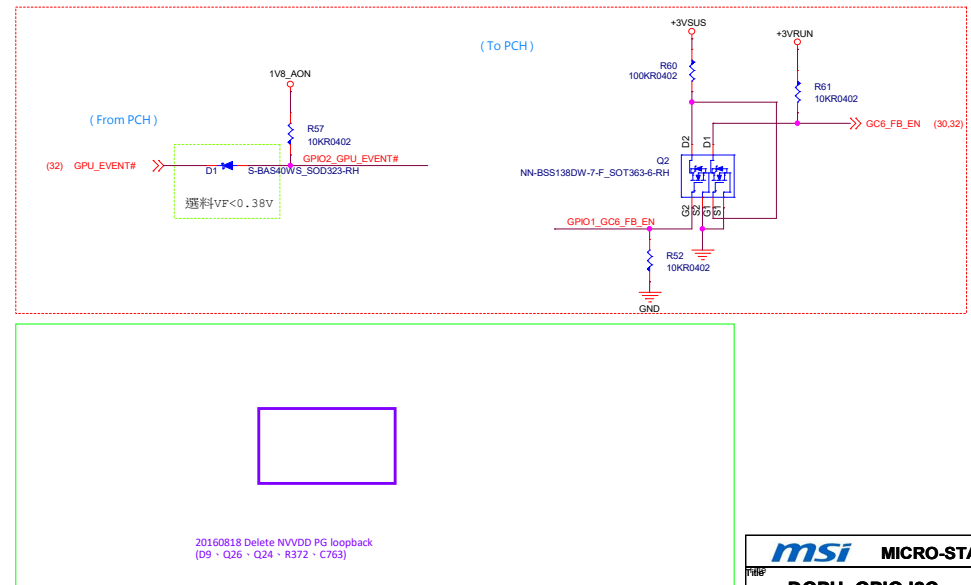 +3VSUS
+3VRUN
( To PCH )
R60
100KR0402
1V8_AON
R61
10KR0402
( From PCH )
R57
10KR0402
GC6_FB_EN (30,32)
D2
D1
(32) GPU_EVENT#
GPIO2_GPU_EVENT#
D1
S-BAS40WS_SOD323-RH
Q2
NN-BSS138DW-7-F_SOT363-6-RH
選料VF<0.38V
G2
S2
G1
S1
GPIO1_GC6_FB_EN
R52
10KR0402
GND
20160818 Delete NVVDD PG loopback
(D9、Q26、Q24、R372、C763)
msi MICRO-STA
Title